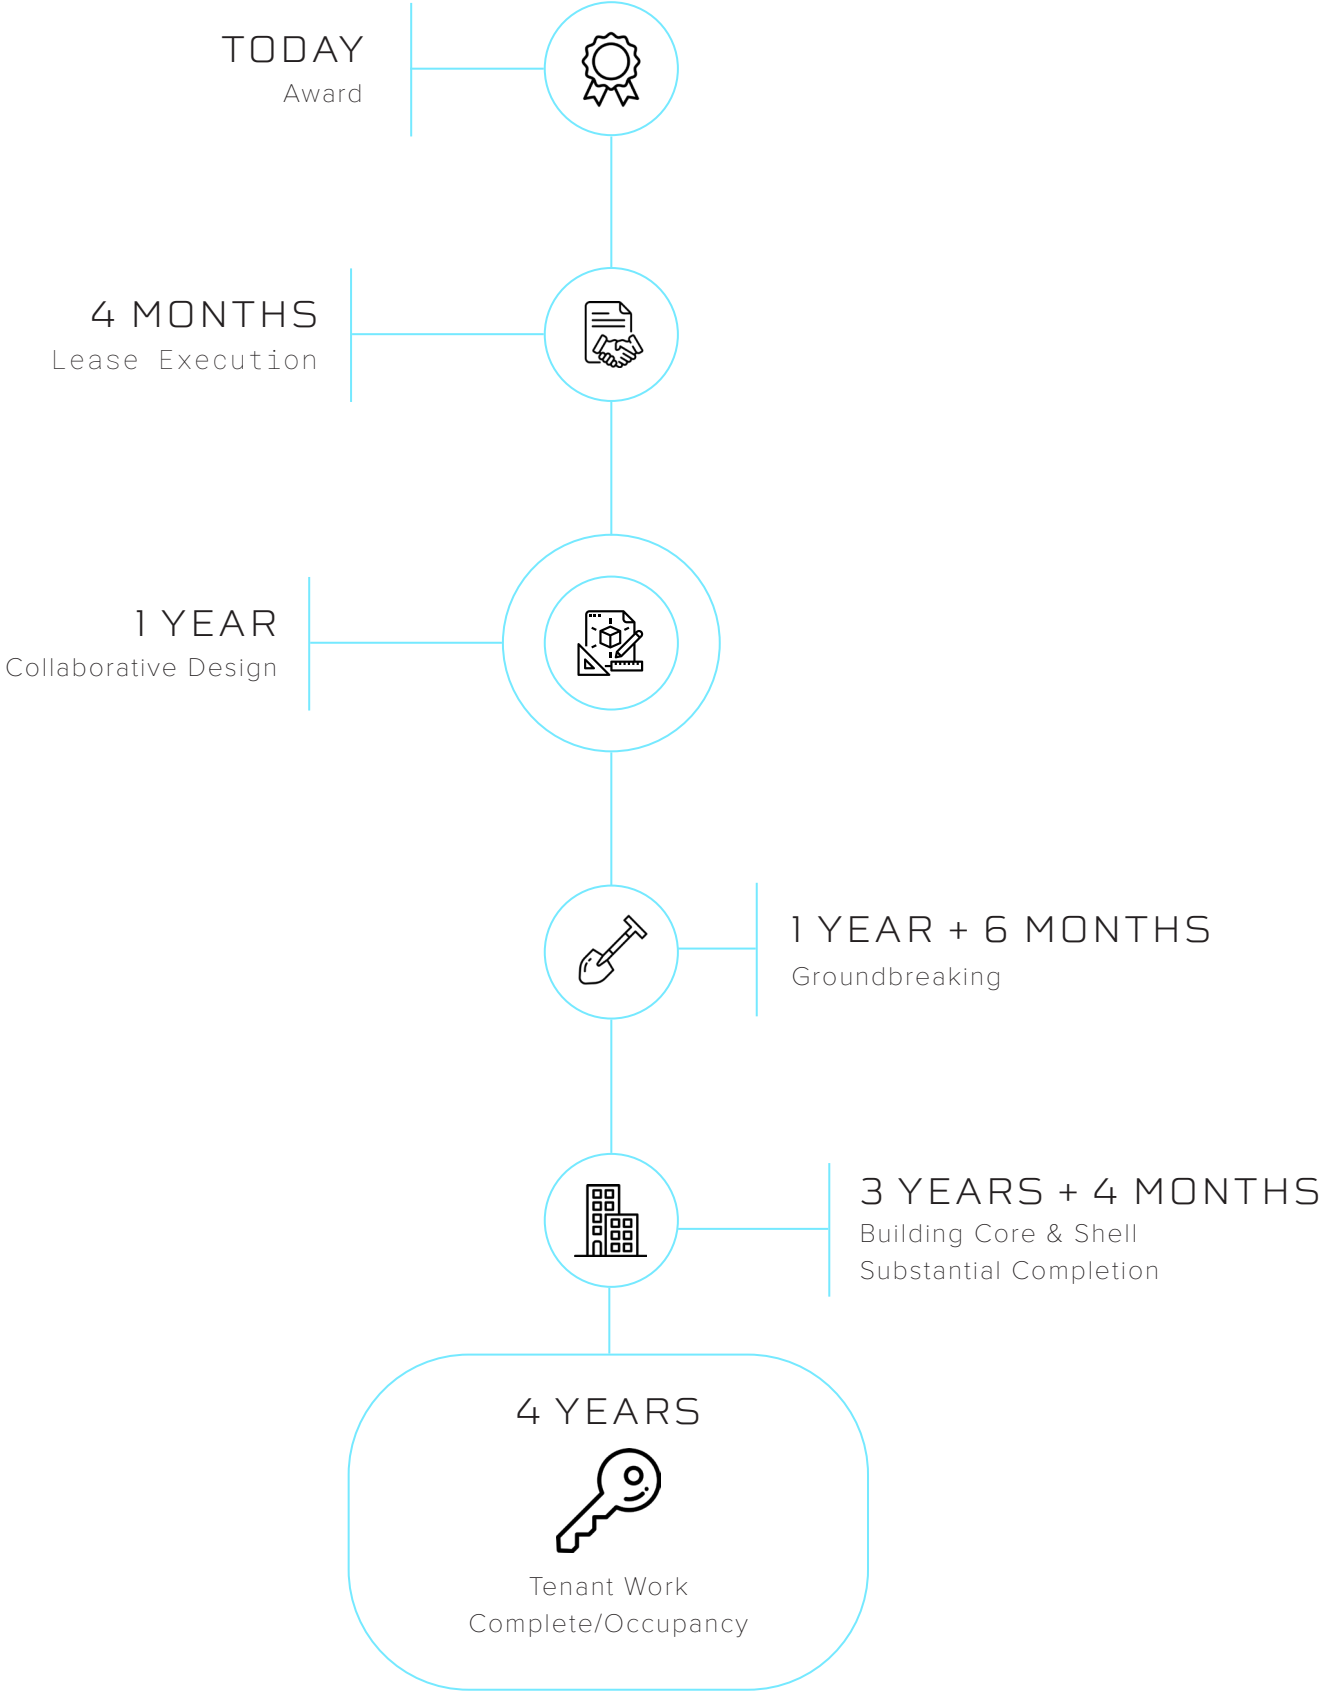 TODAY
Award
4 MONTHS
Lease Execution
1 YEAR
Collaborative Design
1 YEAR + 6 MONTHS
Groundbreaking
3 YEARS + 4 MONTHS
Building Core & Shell
Substantial Completion
4 YEARS
Tenant Work
Complete/Occupancy